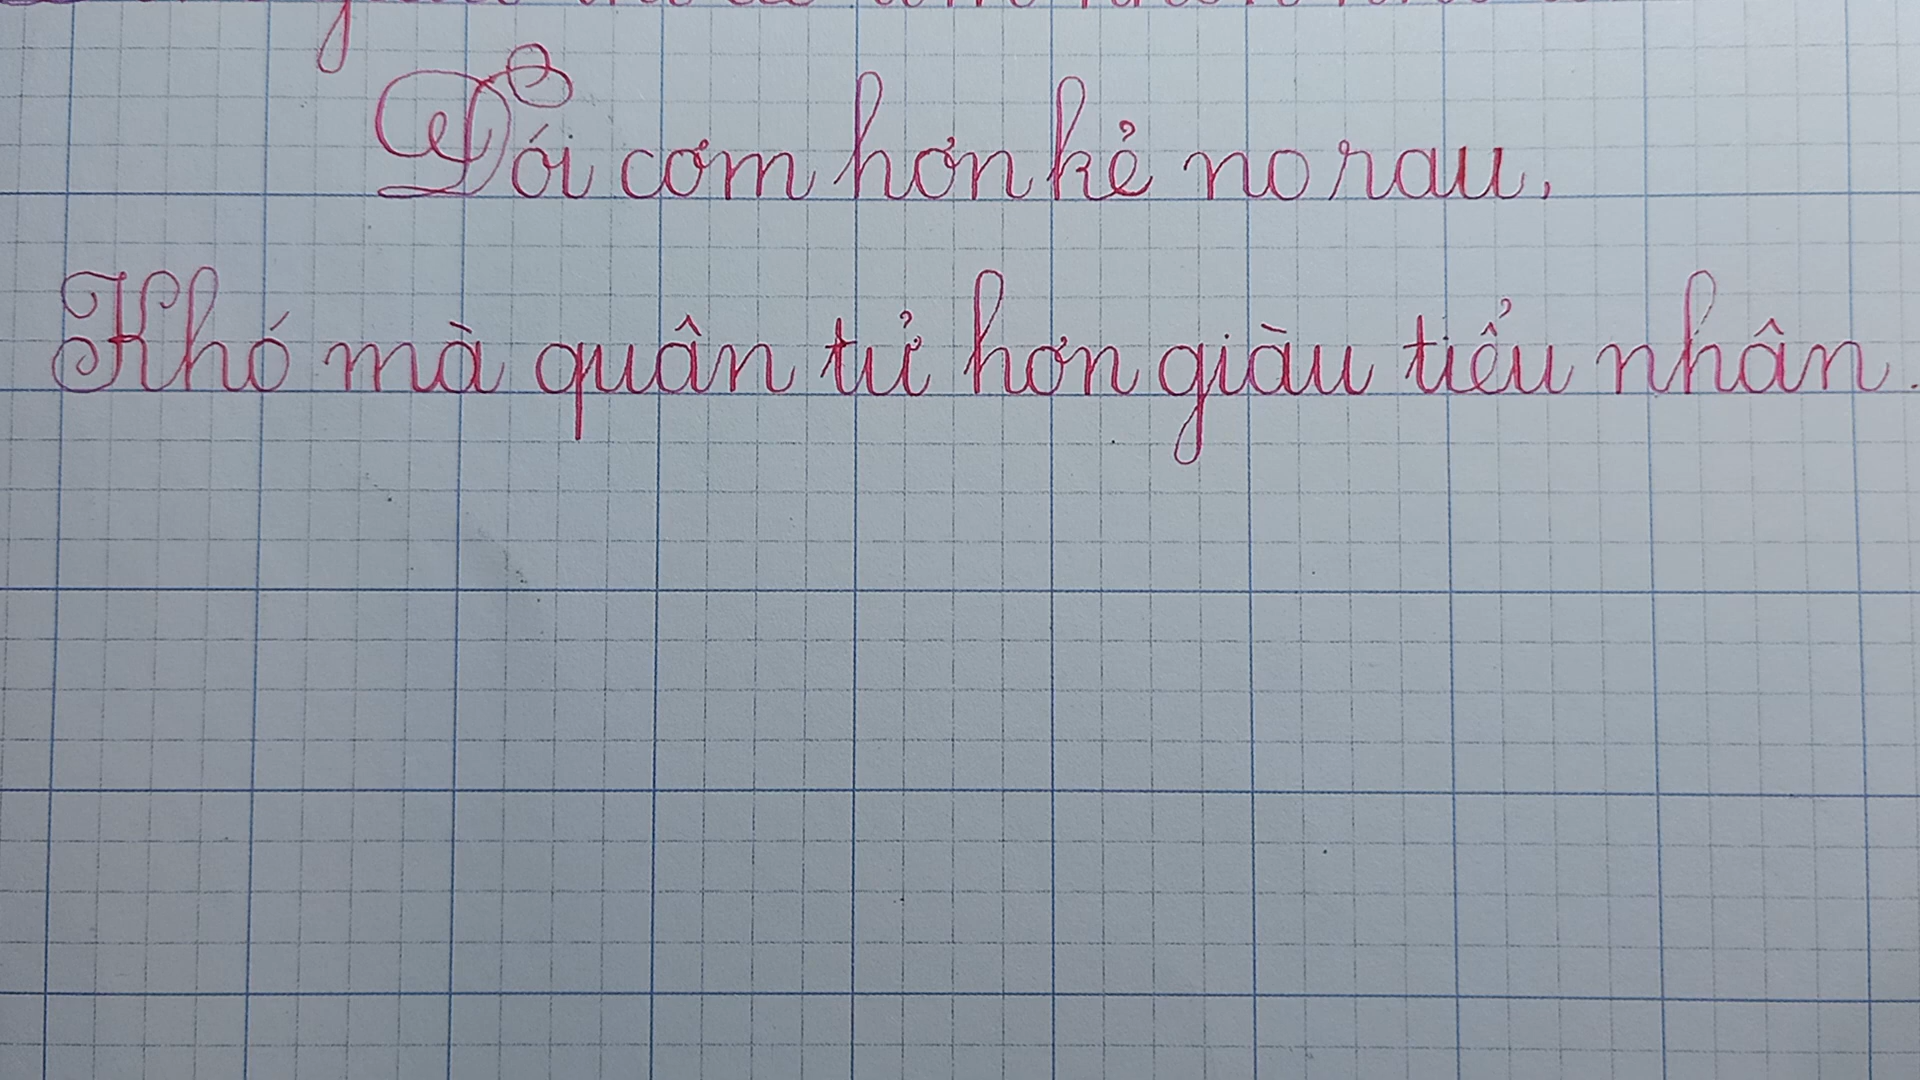 Đói cơm hơn kẻ no rau.
Khó mà quân tử hơn giàu tiểu nhân.